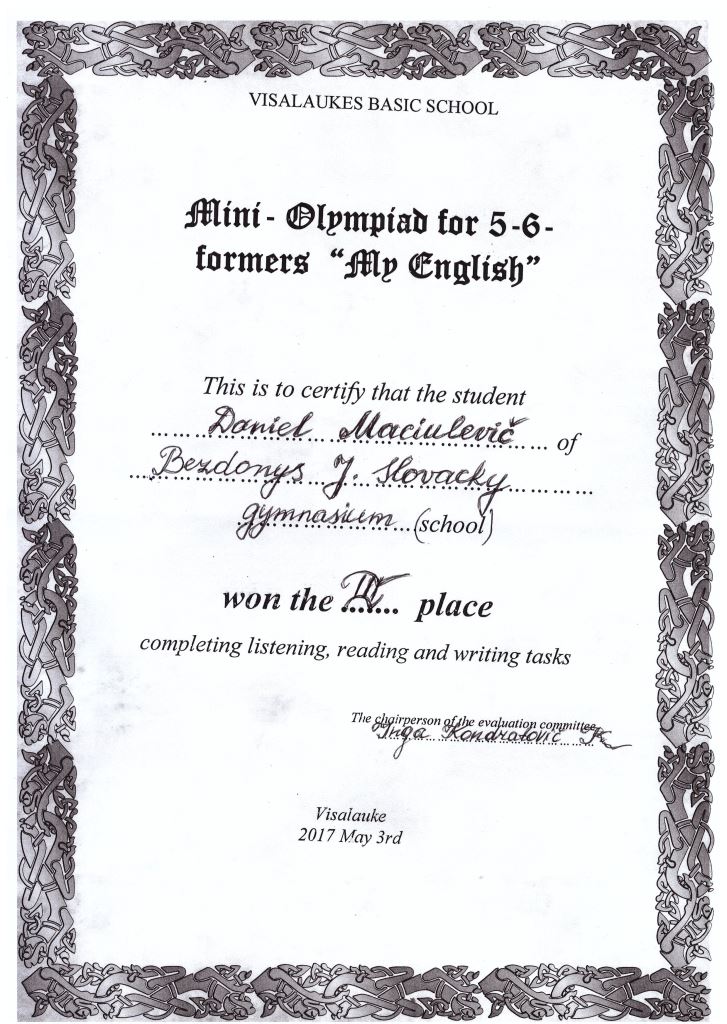 VISALAUKES BASIC SCHOOL
Mini - Olympiad for 5-6-
formers “My English”
This is to certify that the student
Daniel Maciulevič of
Bezdonys J. Slovacky
gymnasium (school)
won the place
completing listening, reading and writing tasks
The chairperson of the evaluation committee
Inga Kondratovic
Visalauke
2017 May 3rd